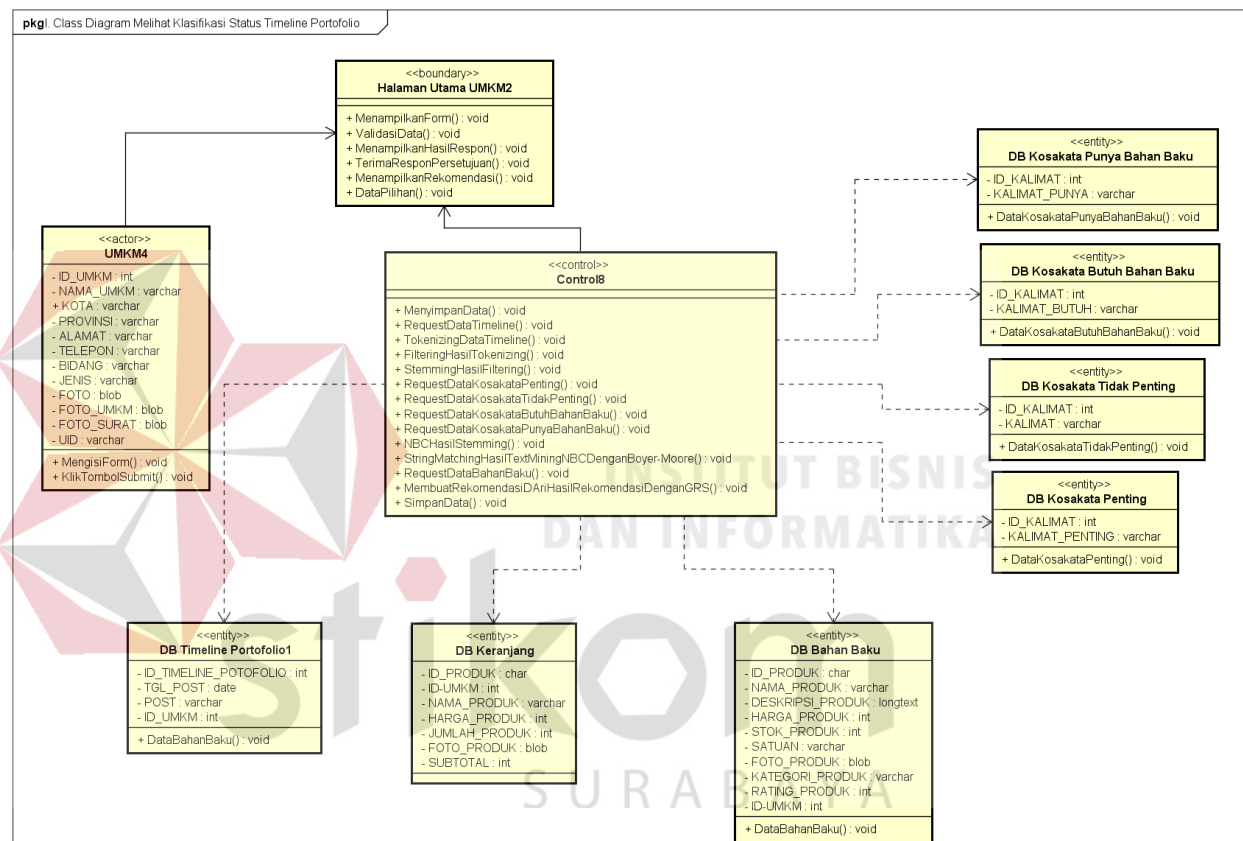 pkg l. Class Diagram Melihat Klasifikasi Status Timeline Portofolio
<<boundary>>
Halaman Utama UMKM2
+ MenampilkanForm() : void
+ ValidasiData() : void
+ MenampilkanHasilRespon() : void
+ TerimaResponPersetujuan() : void
+ MenampilkanRekomendasi() : void
+ DataPilihan() : void
<<actor>>
UMKM4
- ID_UMKM : int
- NAMA_UMKM : varchar
+ KOTA : varchar
- PROVINSI : varchar
- ALAMAT : varchar
- TELEPON : varchar
- BIDANG : varchar
- JENIS : varchar
- FOTO : blob
- FOTO_UMKM : blob
- FOTO_SURAT : blob
- UID : varchar
+ MengisiForm() : void
+ KlikTombolSubmit() : void
<<control>>
Control8
+ MenyimpanData() : void
+ RequestDataTimeline() : void
+ TokenizingDataTimeline() : void
+ FilteringHasilTokenizing() : void
+ StemmingHasilFiltering() : void
+ RequestDataKosakataPenting() : void
+ RequestDataKosakataTidakPenting() : void
+ RequestDataKosakataButuhBahanBaku() : void
+ RequestDataKosakataPunyaBahanBaku() : void
+ NBCHasilStemming() : void
+ StringMatchingHasilTextMiningNBCDenganBoyer-Moore() : void
+ RequestDataBahanBaku() : void
+ MembuatRekomendasiDAriHasilRekomendasiDenganGRS() : void
+ SimpanData() : void
<<entity>>
DB Kosakata Punya Bahan Baku
- ID_KALIMAT : int
- KALIMAT_PUNYA : varchar
+ DataKosakataPunyaBahanBaku() : void
<<entity>>
DB Kosakata Butuh Bahan Baku
- ID_KALIMAT : int
- KALIMAT_BUTUH : varchar
+ DataKosakataButuhBahanBaku() : void
<<entity>>
DB Kosakata Tidak Penting
- ID_KALIMAT : int
- KALIMAT : varchar
+ DataKosakataTidakPenting() : void
<<entity>>
DB Kosakata Penting
- ID_KALIMAT : int
- KALIMAT_PENTING : varchar
+ DataKosakataPenting() : void
<<entity>>
DB Timeline Portofolio1
- ID_TIMELINE_POTOFOLIO : int
- TGL_POST : date
- POST : varchar
- ID_UMKM : int
+ DataBahanBaku() : void
<<entity>>
DB Keranjang
- ID_PRODUK : char
- ID-UMKM : int
- NAMA_PRODUK : varchar
- HARGA_PRODUK : int
- JUMLAH_PRODUK : int
- FOTO_PRODUK : blob
- SUBTOTAL : int
<<entity>>
DB Bahan Baku
- ID_PRODUK : char
- NAMA_PRODUK : varchar
- DESKRIPSI_PRODUK : longtext
- HARGA_PRODUK : int
- STOK_PRODUK : int
- SATUAN : varchar
- FOTO_PRODUK : blob
- KATEGORI_PRODUK : varchar
- RATING_PRODUK : int
- ID-UMKM : int
+ DataBahanBaku() : void
INSTITUT BISNIS
DAN INFORMATIKA
stikom
SURABAYA